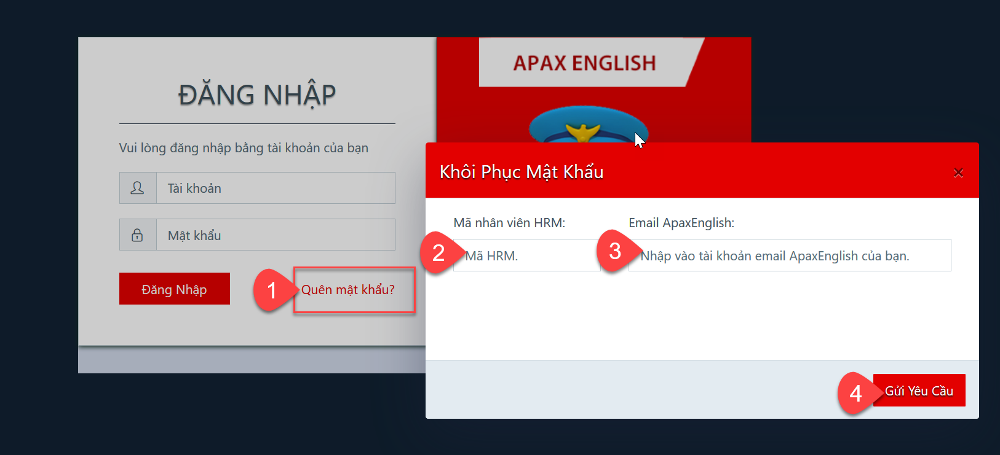 APAX ENGLISH
ĐĂNG NHẬP
Vui lòng đăng nhập bằng tài khoản của bạn
Tài khoản
Mật khẩu
Đăng Nhập
1
Quên mật khẩu?
Khôi Phục Mật Khẩu
×
Mã nhân viên HRM:
Email ApaxEnglish:
2
Mã HRM.
3
Nhập vào tài khoản email ApaxEnglish của bạn.
4
Gửi Yêu Cầu